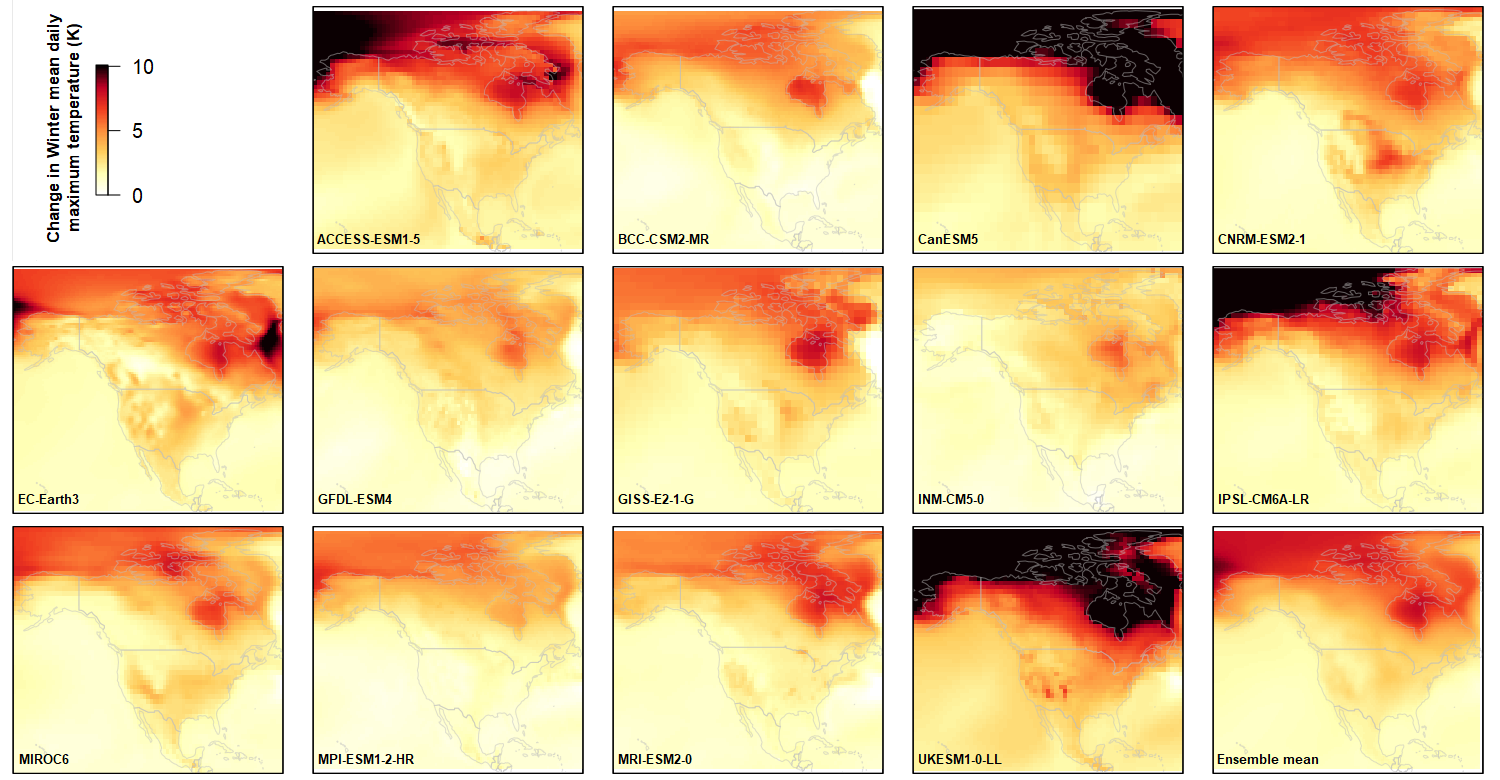 Change in Winter mean daily
maximum temperature (K)
10
5
0
ACCESS-ESM1-5
BCC-CSM2-MR
CanESM5
CNRM-ESM2-1
EC-Earth3
GFDL-ESM4
GISS-E2-1-G
INM-CM5-0
IPSL-CM6A-LR
MIROC6
MPI-ESM1-2-HR
MRI-ESM2-0
UKESM1-0-LL
Ensemble mean